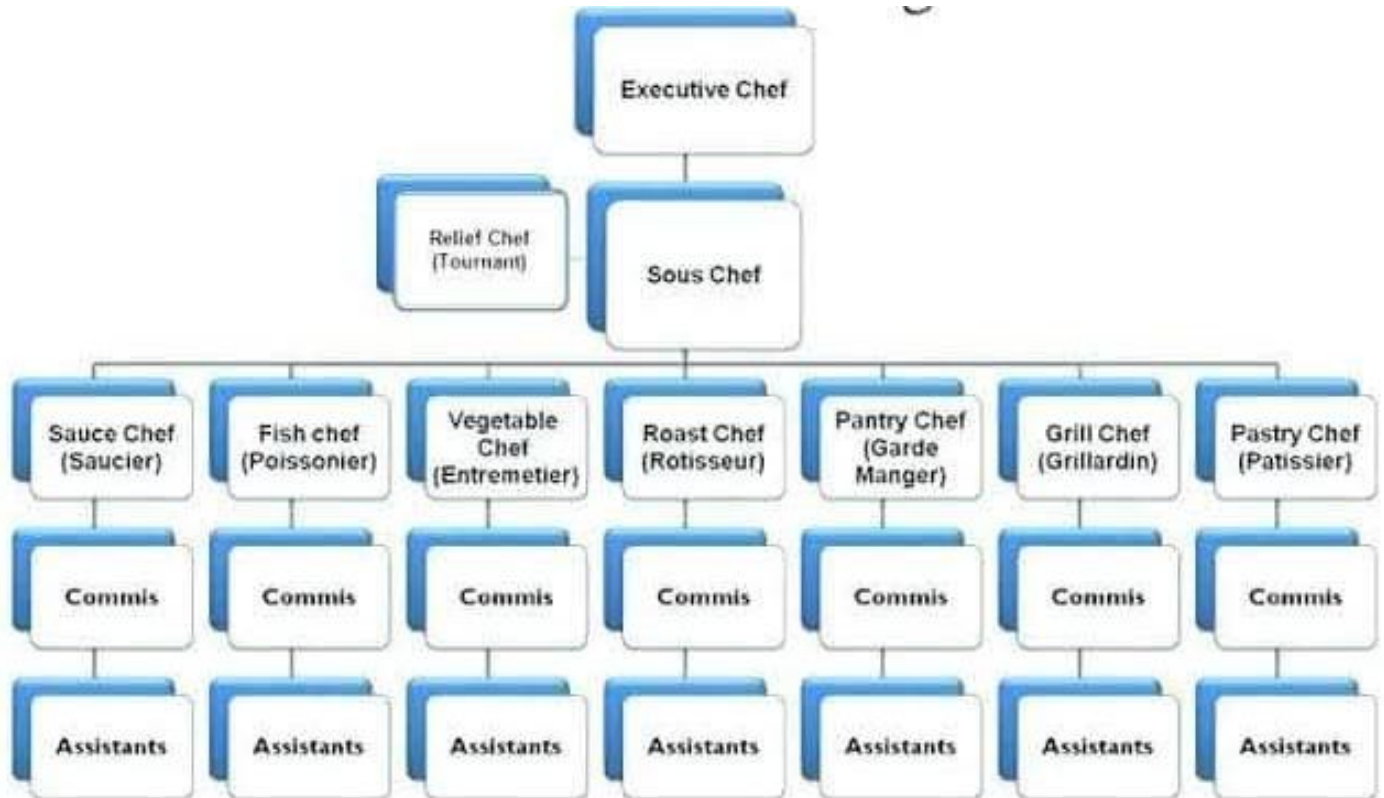 Executive Chef
Relief Chef
(Tournant)
Sous Chef
Sauce Chef
(Saucier)
Fish chef
(Poissonier)
Vegetable
Chef
(Entremetier)
Roast Chef
(Rotisseur)
Pantry Chef
(Garde
Manger)
Grill Chef
(Grillardin)
Pastry Chef
(Patissier)
Commis
Commis
Commis
Commis
Commis
Commis
Commis
Assistants
Assistants
Assistants
Assistants
Assistants
Assistants
Assistants